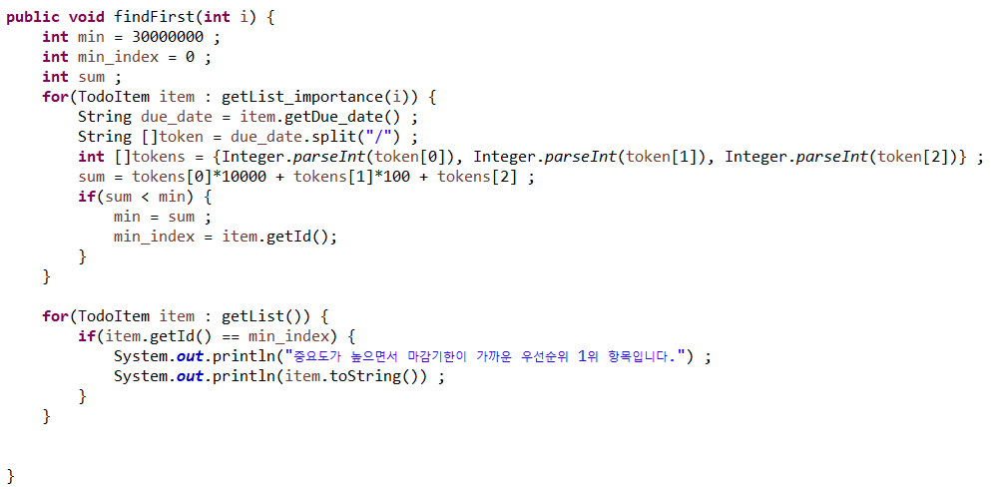 public void findFirst(int i) {
    int min = 30000000 ;
    int min_index = 0 ;
    int sum ;
    for(TodoItem item : getList_importance(i)) {
        String due_date = item.getDue_date() ;
        String []token = due_date.split("/") ;
        int []tokens = {Integer.parseInt(token[0]), Integer.parseInt(token[1]), Integer.parseInt(token[2])} ;
        sum = tokens[0]*10000 + tokens[1]*100 + tokens[2] ;
        if(sum < min) {
            min = sum ;
            min_index = item.getId();
        }
    }

    for(TodoItem item : getList()) {
        if(item.getId() == min_index) {
            System.out.println("중요도가 높으면서 마감기한이 가까운 우선순위 1위 항목입니다.") ;
            System.out.println(item.toString()) ;
        }
    }


}